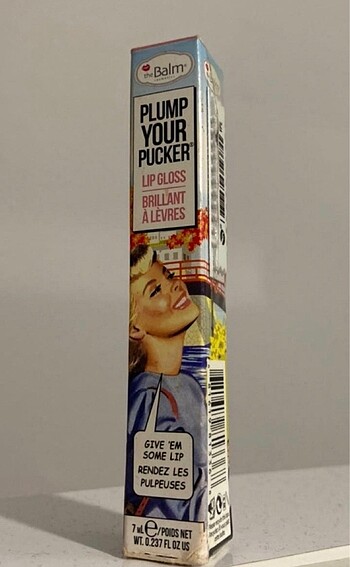 theBalm®
PLUMP
YOUR
PUCKER®
LIP GLOSS
BRILLANT
À LÈVRES
GIVE 'EM
SOME LIP
RENDEZ LES
PULPEUSES
7 mL e/POIDS NET
WT. 0.237 FL OZ US